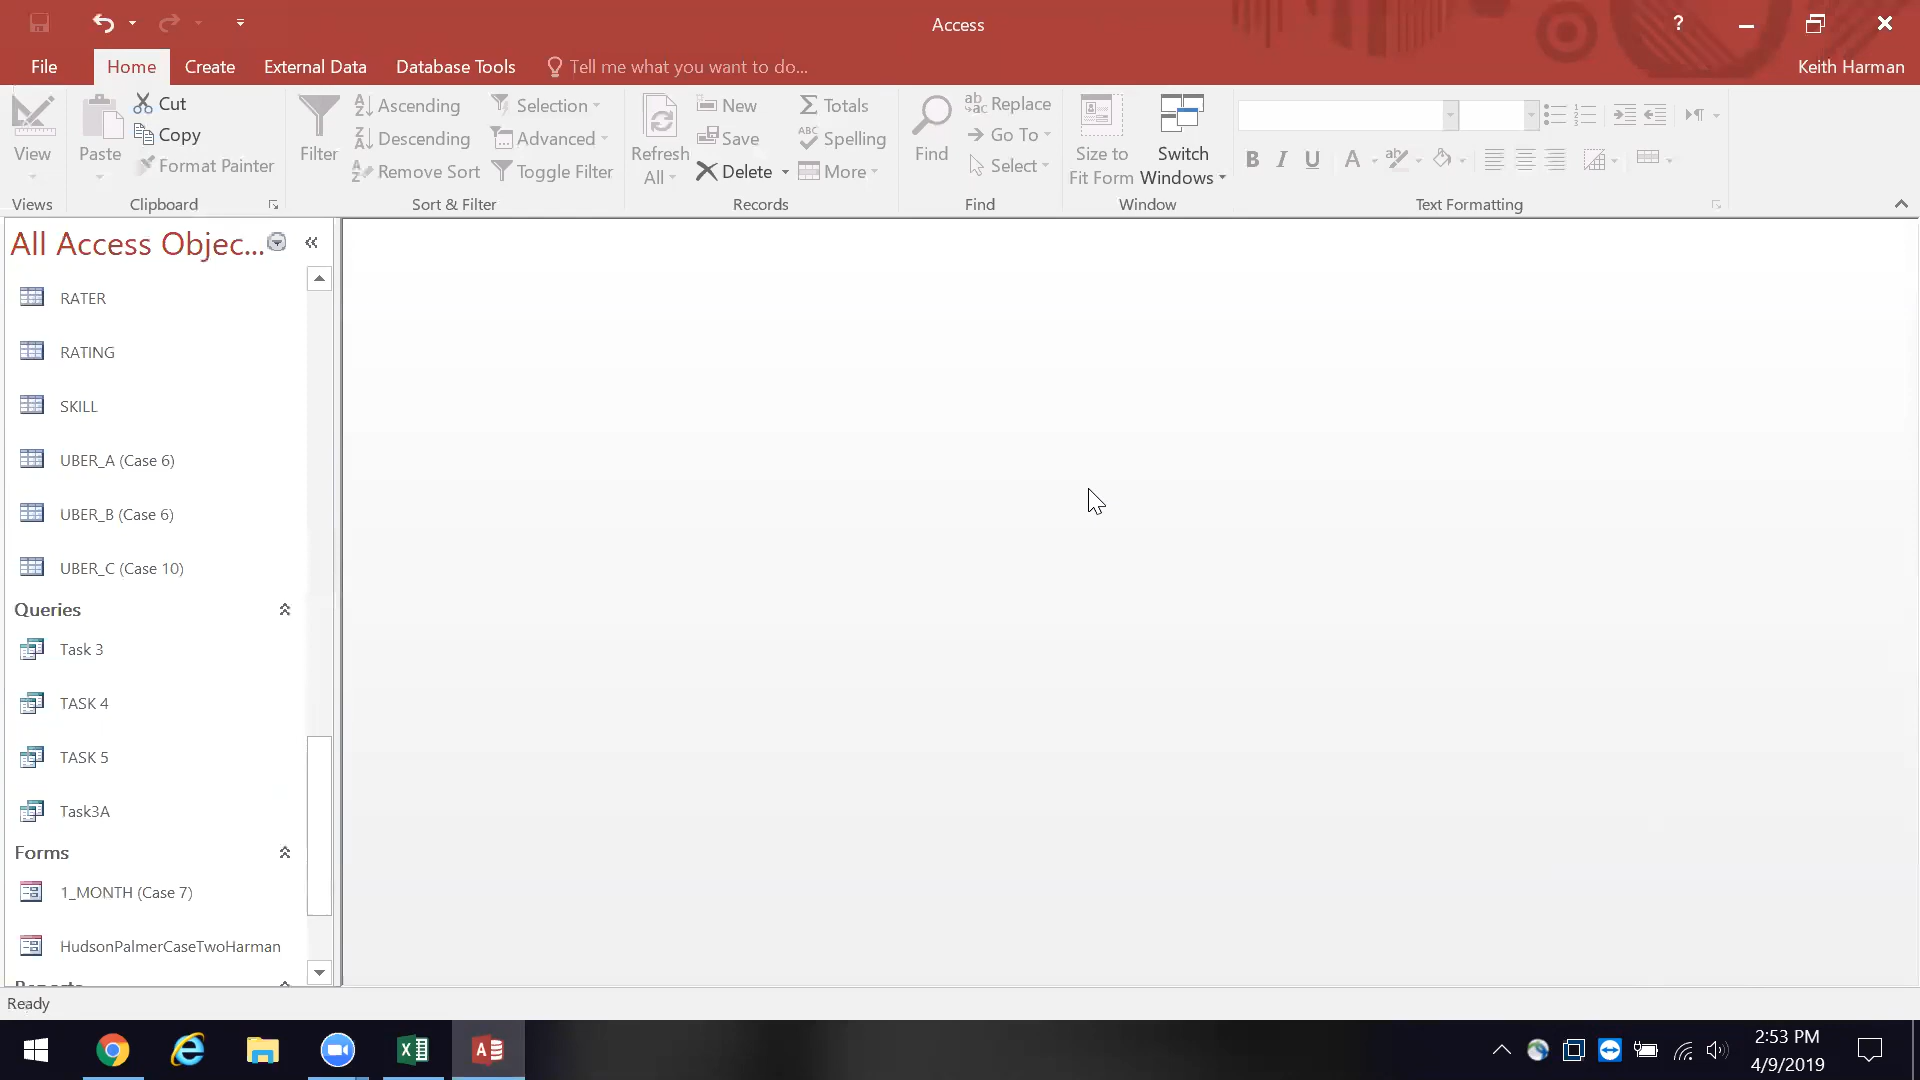 Access
?
File
Home
Create
External Data
Database Tools
Tell me what you want to do...
Keith Harman
View
Views
Paste
Cut
Copy
Format Painter
Clipboard
Filter
Ascending
Descending
Remove Sort
Selection
Advanced
Toggle Filter
Sort & Filter
Refresh
All
New
Save
Delete
Totals
Spelling
More
Records
Find
Replace
Go To
Select
Find
Size to
Fit Form
Switch
Windows
Window
B I U A
Text Formatting
All Access Objec...
RATER
RATING
SKILL
UBER_A (Case 6)
UBER_B (Case 6)
UBER_C (Case 10)
Queries
Task 3
TASK 4
TASK 5
Task3A
Forms
1_MONTH (Case 7)
HudsonPalmerCaseTwoHarman
Ready
2:53 PM
4/9/2019